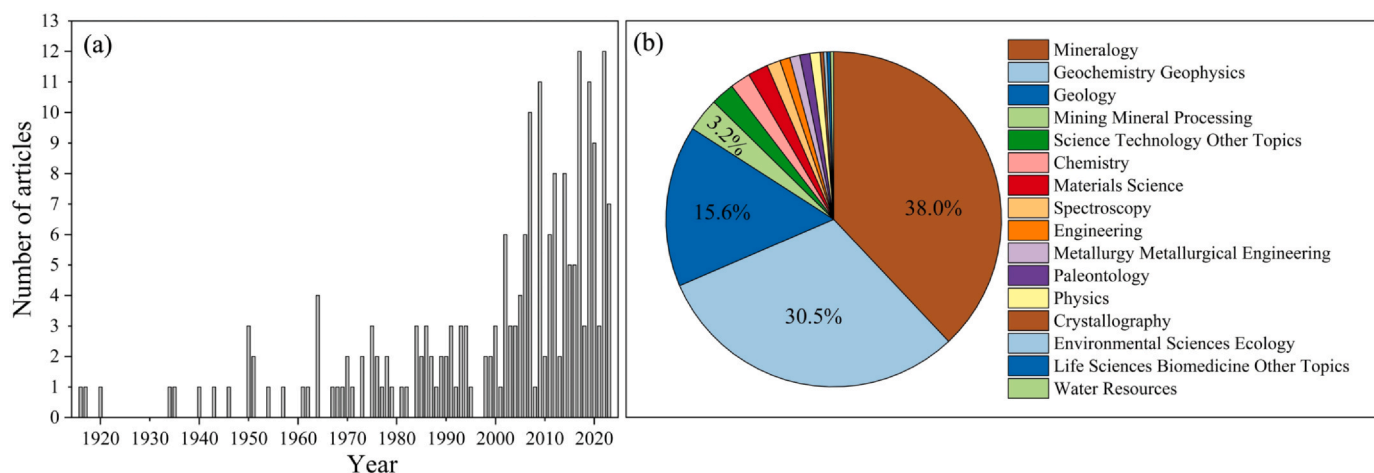 (a)
Number of articles
13
12
11
10
9
8
7
6
5
4
3
2
1
0
1920 1930 1940 1950 1960 1970 1980 1990 2000 2010 2020
Year
(b)
38.0%
30.5%
15.6%
3.2%
Mineralogy
Geochemistry Geophysics
Geology
Mining Mineral Processing
Science Technology Other Topics
Chemistry
Materials Science
Spectroscopy
Engineering
Metallurgy Metallurgical Engineering
Paleontology
Physics
Crystallography
Environmental Sciences Ecology
Life Sciences Biomedicine Other Topics
Water Resources